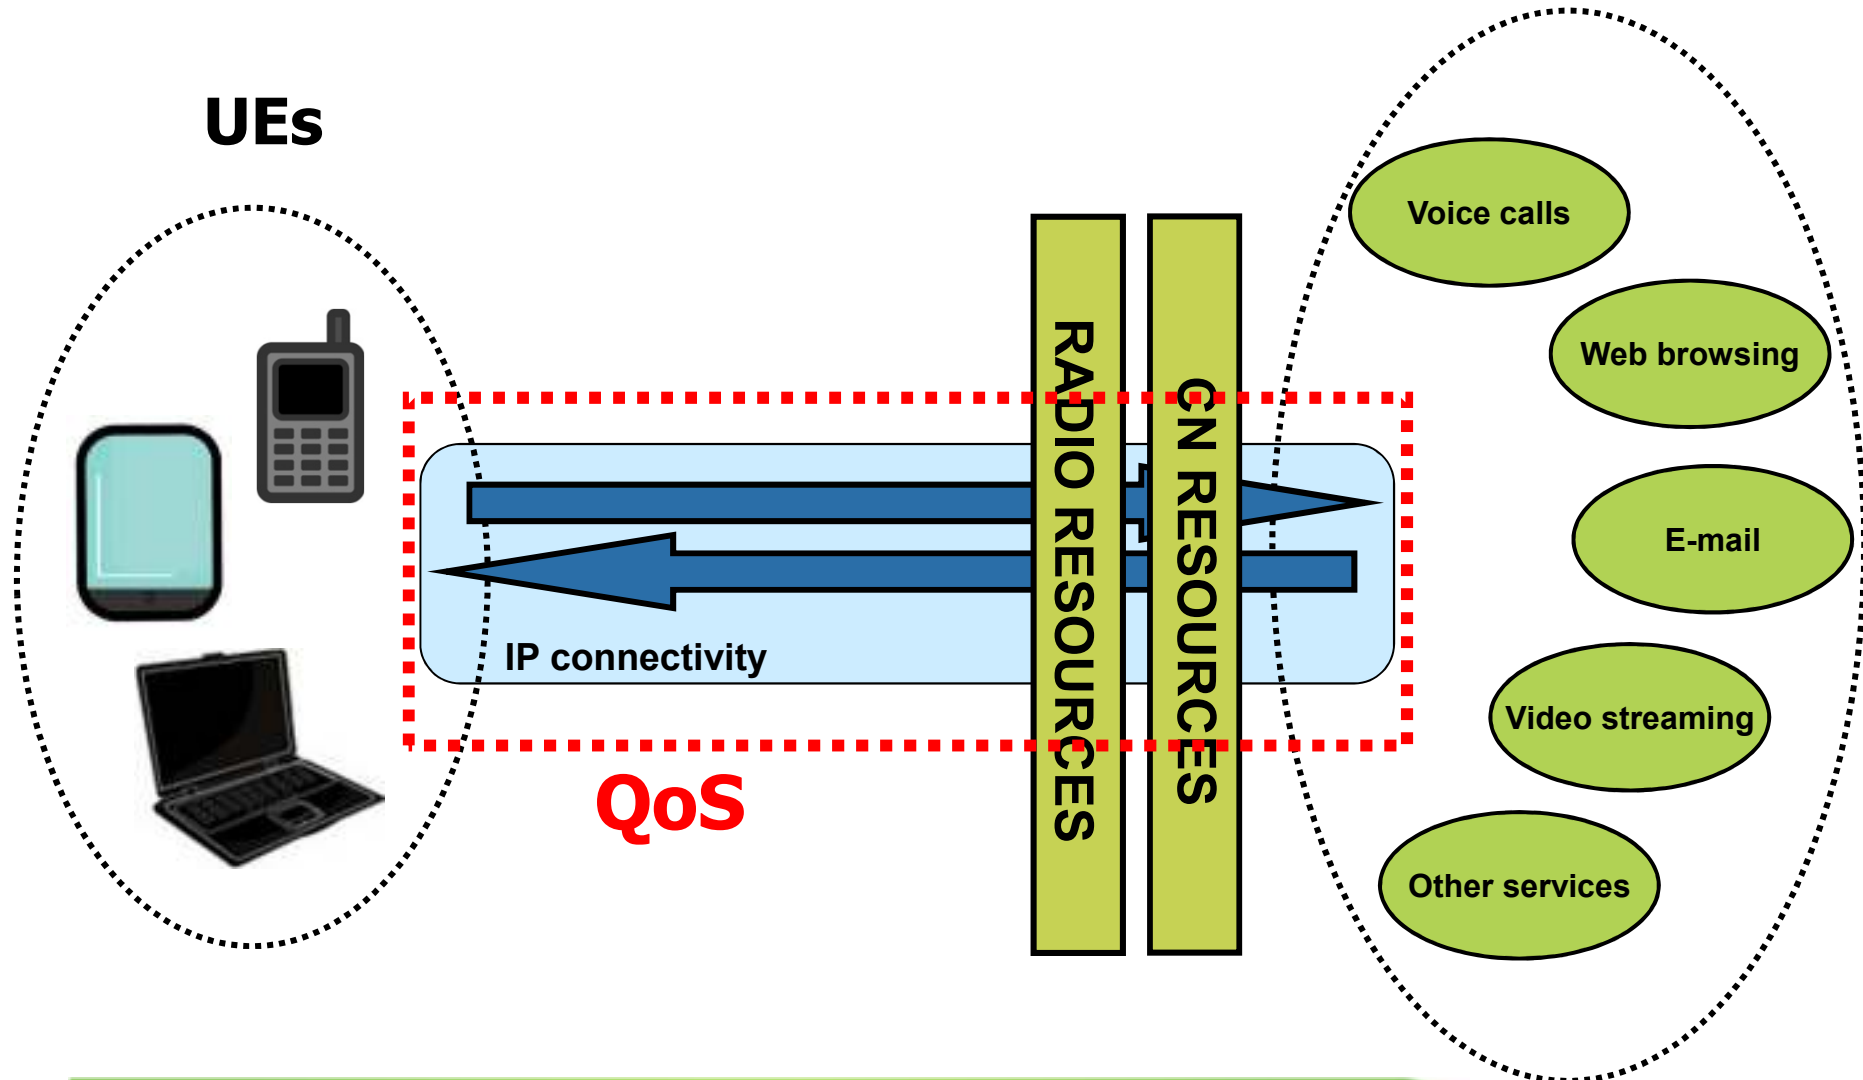 UEs
Voice calls
Web browsing
RADIO RESOURCES
CN RESOURCES
E-mail
IP connectivity
Video streaming
QoS
Other services